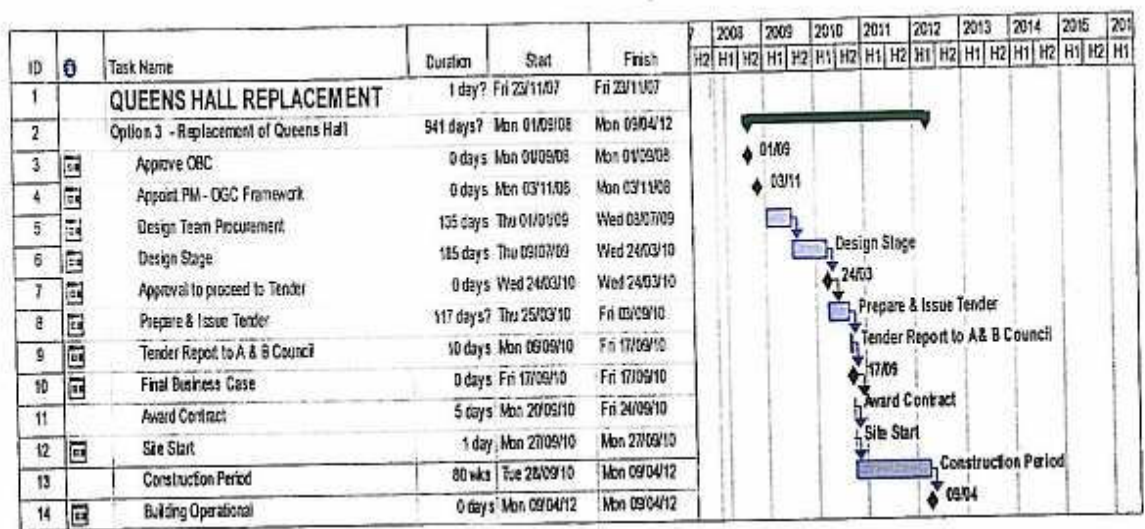 2008 2009 2010 2011 2012 2013 2014 2015 201
ID Task Name Duration Start Finish H2 H1 H2 H1 H2 H1 H2 H1 H2 H1 H2 H1 H2 H1 H2 H1 H2 H1
1 QUEENS HALL REPLACEMENT 1 day? Fri 23/11/07 Fri 23/11/07
2 Option 3 - Replacement of Queens Hall 941 days? Mon 01/09/08 Mon 09/04/12
3 Approve OBC 0 days Mon 01/09/08 Mon 01/09/08 01/09
4 Appoint PM - OGC Framework 0 days Mon 03/11/08 Mon 03/11/08 03/11
5 Design Team Procurement 135 days Thu 01/01/09 Wed 08/07/09
6 Design Stage 185 days Thu 09/07/09 Wed 24/03/10 Design Stage
7 Approval to proceed to Tender 0 days Wed 24/03/10 Wed 24/03/10 24/03
8 Prepare & Issue Tender 117 days? Thu 25/03/10 Fri 03/09/10 Prepare & Issue Tender
9 Tender Report to A & B Council 10 days Mon 06/09/10 Fri 17/09/10 Tender Report to A & B Council
10 Final Business Case 0 days Fri 17/09/10 Fri 17/09/10 17/09
11 Award Contract 5 days Mon 20/09/10 Fri 24/09/10 Award Contract
12 Site Start 1 day Mon 27/09/10 Mon 27/09/10 Site Start
13 Construction Period 80 wks Tue 28/09/10 Mon 09/04/12 Construction Period
14 Building Operational 0 days Mon 09/04/12 Mon 09/04/12 09/04